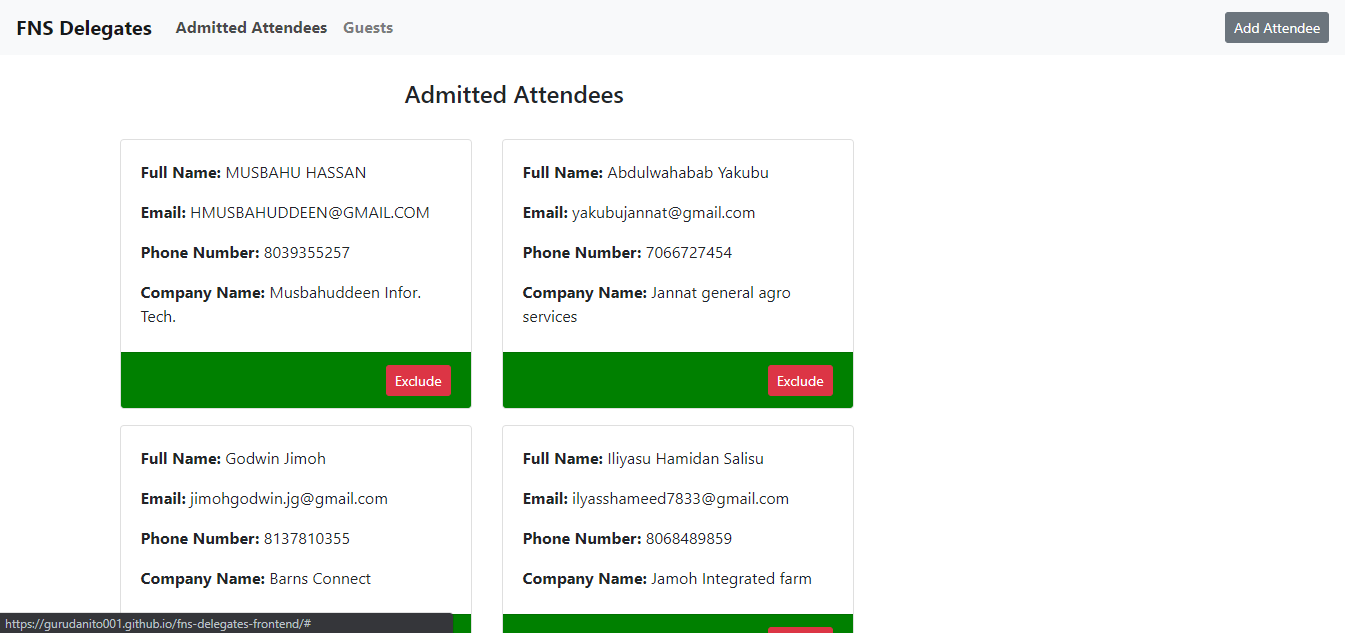 FNS Delegates Admitted Attendees Guests Add Attendee
Admitted Attendees
Full Name: MUSBAHU HASSAN
Email: HMUSBAHUDDEEN@GMAIL.COM
Phone Number: 8039355257
Company Name: Musbahuddeen Infor.
Tech.
Exclude
Full Name: Abdulwahabab Yakubu
Email: yakubujannat@gmail.com
Phone Number: 7066727454
Company Name: Jannat general agro
services
Exclude
Full Name: Godwin Jimoh
Email: jimohgodwin.jg@gmail.com
Phone Number: 8137810355
Company Name: Barns Connect
Full Name: Iliyasu Hamidan Salisu
Email: ilyasshameed7833@gmail.com
Phone Number: 8068489859
Company Name: Jamoh Integrated farm
https://gurudanito001.github.io/fns-delegates-frontend/#